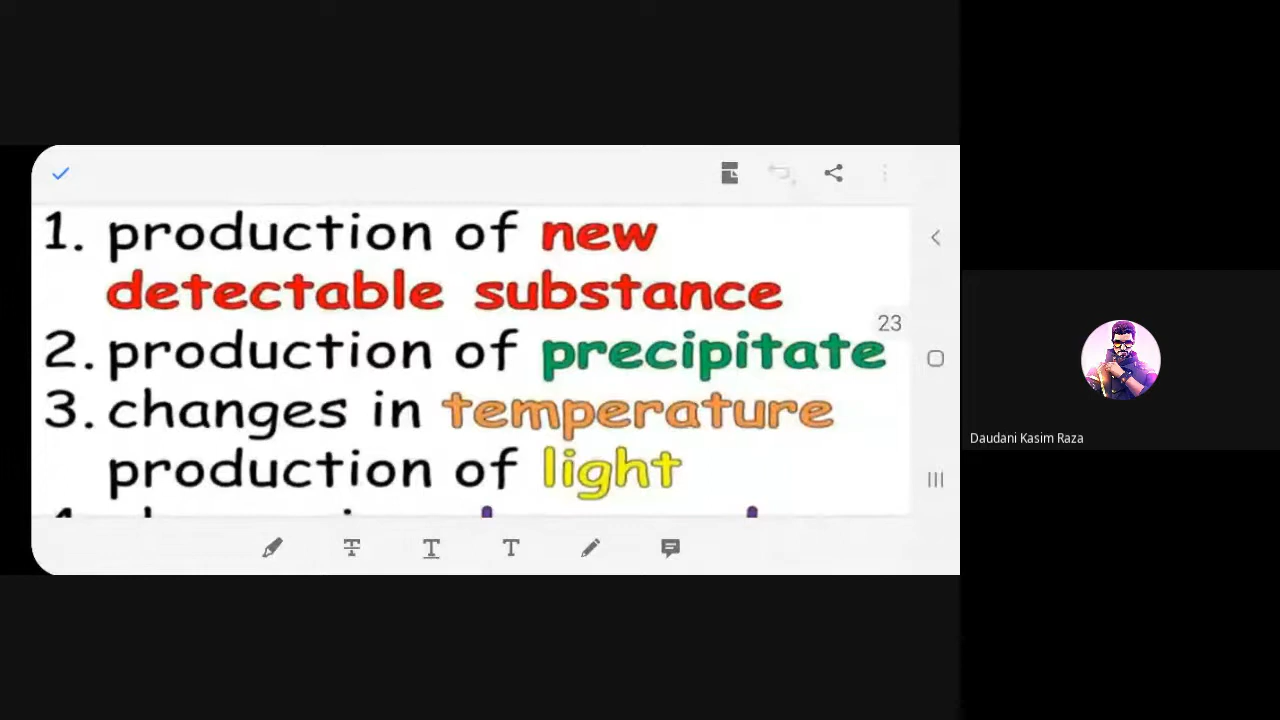 1. production of new
detectable substance
23
2. production of precipitate
3. changes in temperature
production of light
Daudani Kasim Raza